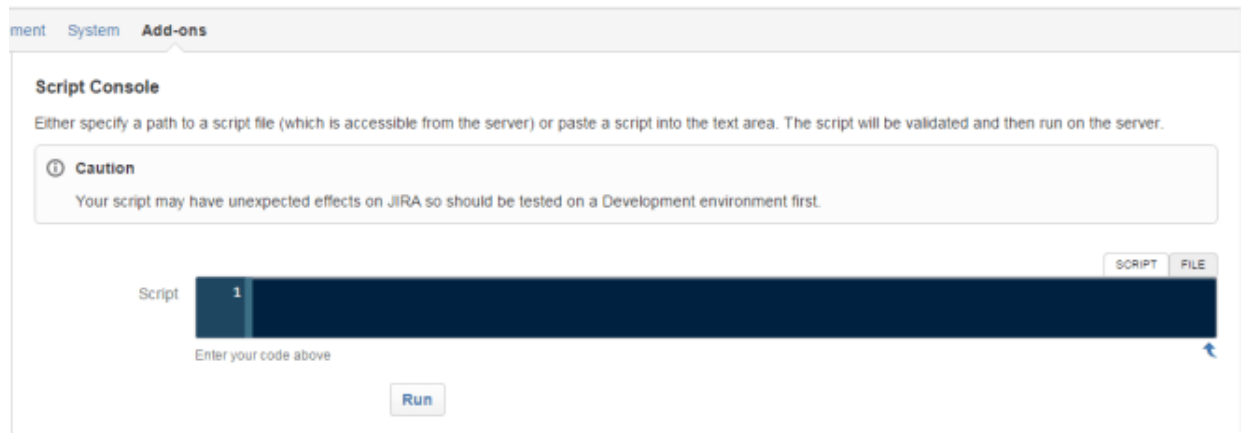 ment System Add-ons
Script Console
Either specify a path to a script file (which is accessible from the server) or paste a script into the text area. The script will be validated and then run on the server.
Caution
Your script may have unexpected effects on JIRA so should be tested on a Development environment first.
SCRIPT FILE
Script 1
Enter your code above
Run